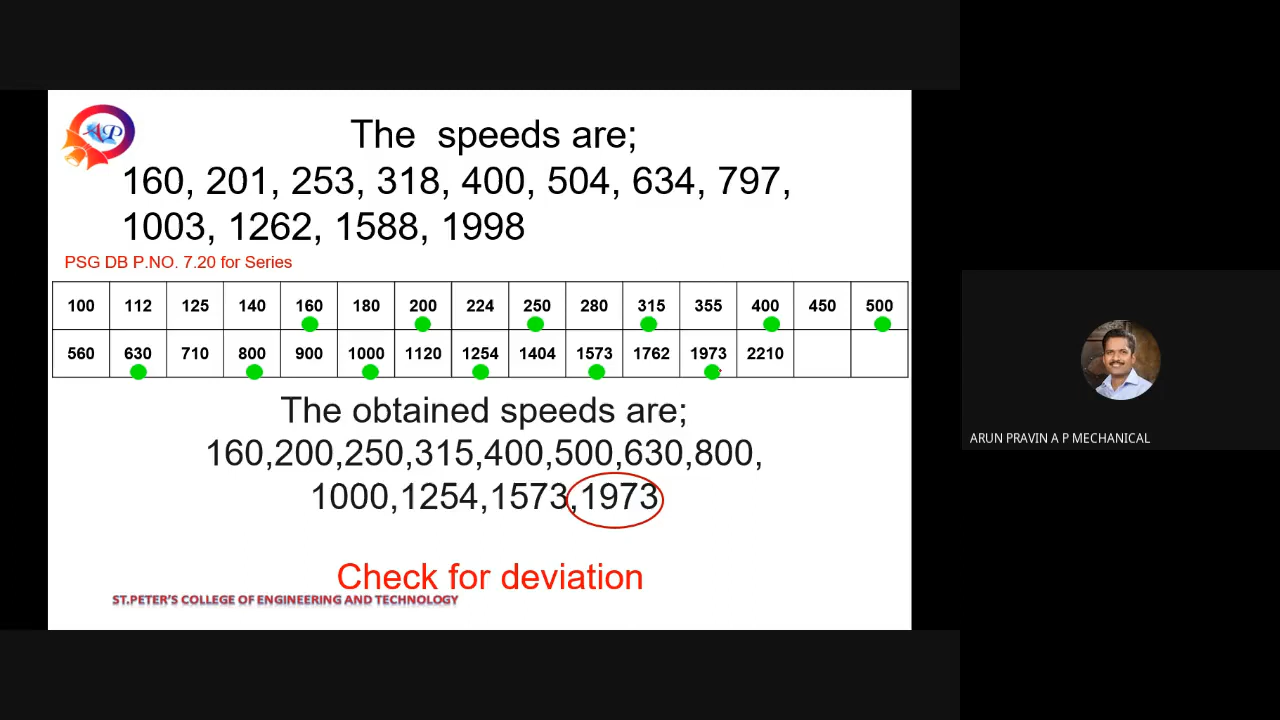 AP
The speeds are;
160, 201, 253, 318, 400, 504, 634, 797,
1003, 1262, 1588, 1998
PSG DB P.NO. 7.20 for Series
100 112 125 140 160 180 200 224 250 280 315 355 400 450 500
560 630 710 800 900 1000 1120 1254 1404 1573 1762 1973 2210
The obtained speeds are;
160,200,250,315,400,500,630,800,
1000,1254,1573,1973
Check for deviation
ST.PETER'S COLLEGE OF ENGINEERING AND TECHNOLOGY
ARUN PRAVIN A P MECHANICAL